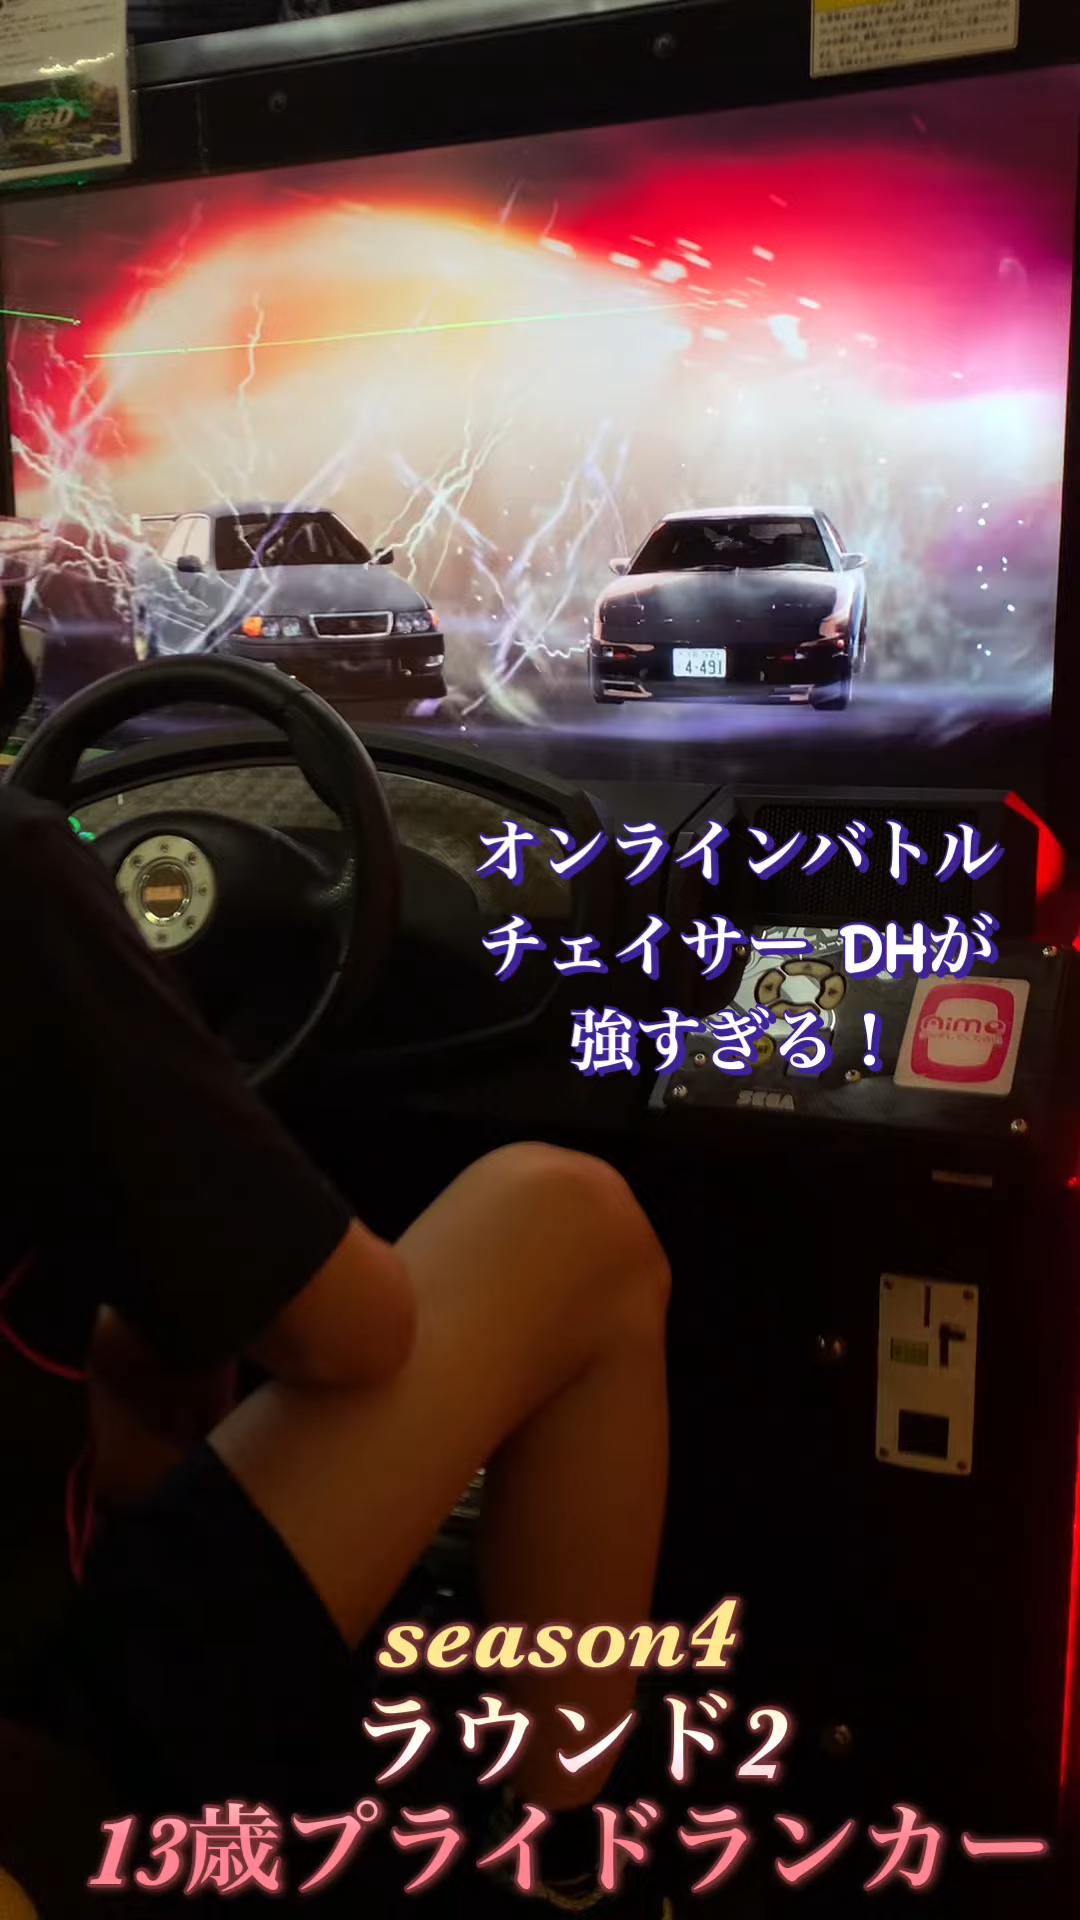 オンラインバトル
チェイサー DHが
強すぎる！
4-491
aime
SEGA
season4
ラウンド2
13歳プライドランカー